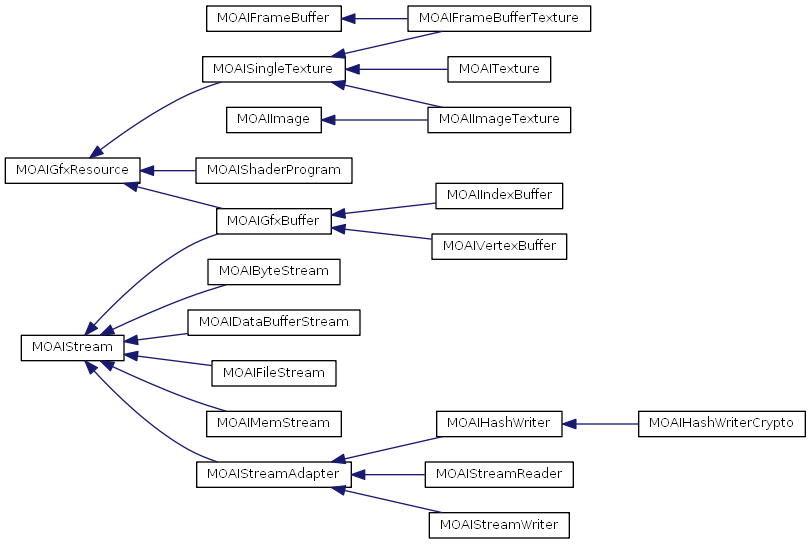 MOAIFrameBuffer
MOAIFrameBufferTexture
MOAISingleTexture
MOAITexture
MOAIImage
MOAIImageTexture
MOAIGfxResource
MOAIShaderProgram
MOAIGfxBuffer
MOAIIndexBuffer
MOAIVertexBuffer
MOAIByteStream
MOAIDataBufferStream
MOAIStream
MOAIFileStream
MOAIMemStream
MOAIHashWriter
MOAIHashWriterCrypto
MOAIStreamAdapter
MOAIStreamReader
MOAIStreamWriter